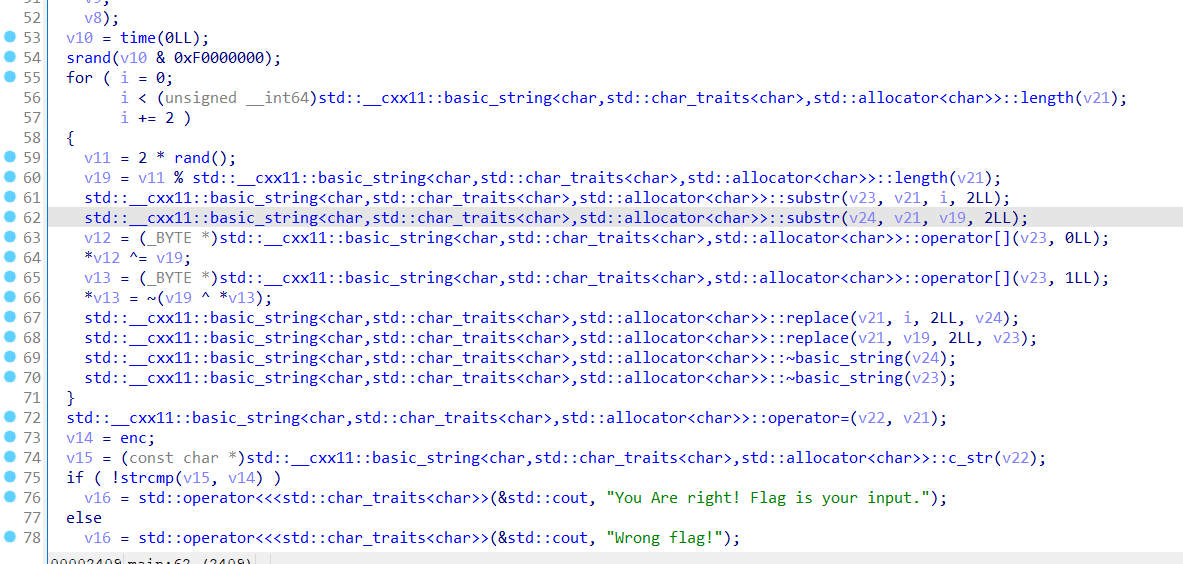 52 v8);
53 v10 = time(0LL);
54 srand(v10 & 0xF0000000);
55 for ( i = 0;
56 i < (unsigned __int64)std::__cxx11::basic_string<char,std::char_traits<char>,std::allocator<char>>::length(v21);
57 i += 2 )
58 {
59 v11 = 2 * rand();
60 v19 = v11 % std::__cxx11::basic_string<char,std::char_traits<char>,std::allocator<char>>::length(v21);
61 std::__cxx11::basic_string<char,std::char_traits<char>,std::allocator<char>>::substr(v23, v21, i, 2LL);
62 std::__cxx11::basic_string<char,std::char_traits<char>,std::allocator<char>>::substr(v24, v21, v19, 2LL);
63 v12 = (_BYTE *)std::__cxx11::basic_string<char,std::char_traits<char>,std::allocator<char>>::operator[](v23, 0LL);
64 *v12 ^= v19;
65 v13 = (_BYTE *)std::__cxx11::basic_string<char,std::char_traits<char>,std::allocator<char>>::operator[](v23, 1LL);
66 *v13 = ~(v19 ^ *v13);
67 std::__cxx11::basic_string<char,std::char_traits<char>,std::allocator<char>>::replace(v21, i, 2LL, v24);
68 std::__cxx11::basic_string<char,std::char_traits<char>,std::allocator<char>>::replace(v21, v19, 2LL, v23);
69 std::__cxx11::basic_string<char,std::char_traits<char>,std::allocator<char>>::~basic_string(v24);
70 std::__cxx11::basic_string<char,std::char_traits<char>,std::allocator<char>>::~basic_string(v23);
71 }
72 std::__cxx11::basic_string<char,std::char_traits<char>,std::allocator<char>>::operator=(v22, v21);
73 v14 = enc;
74 v15 = (const char *)std::__cxx11::basic_string<char,std::char_traits<char>,std::allocator<char>>::c_str(v22);
75 if ( !strcmp(v15, v14) )
76 v16 = std::operator<<<std::char_traits<char>>(&std::cout, "You Are right! Flag is your input.");
77 else
78 v16 = std::operator<<<std::char_traits<char>>(&std::cout, "Wrong flag!");